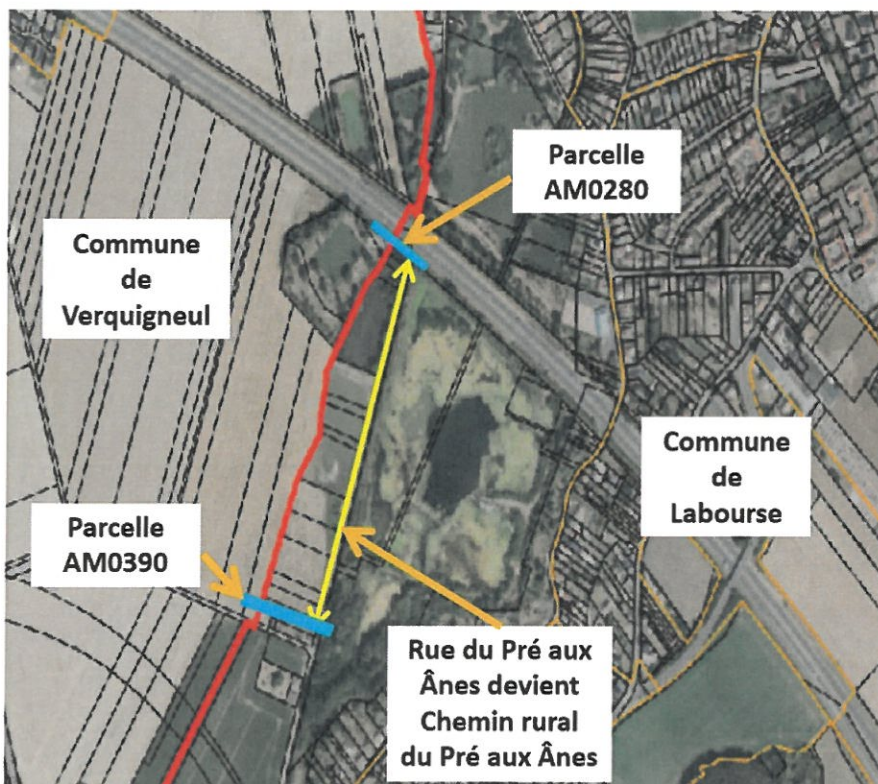 Parcelle
AM0280
Commune
de
Verquigneul
Commune
de
Labourse
Parcelle
AM0390
Rue du Pré aux
Ânes devient
Chemin rural
du Pré aux Ânes